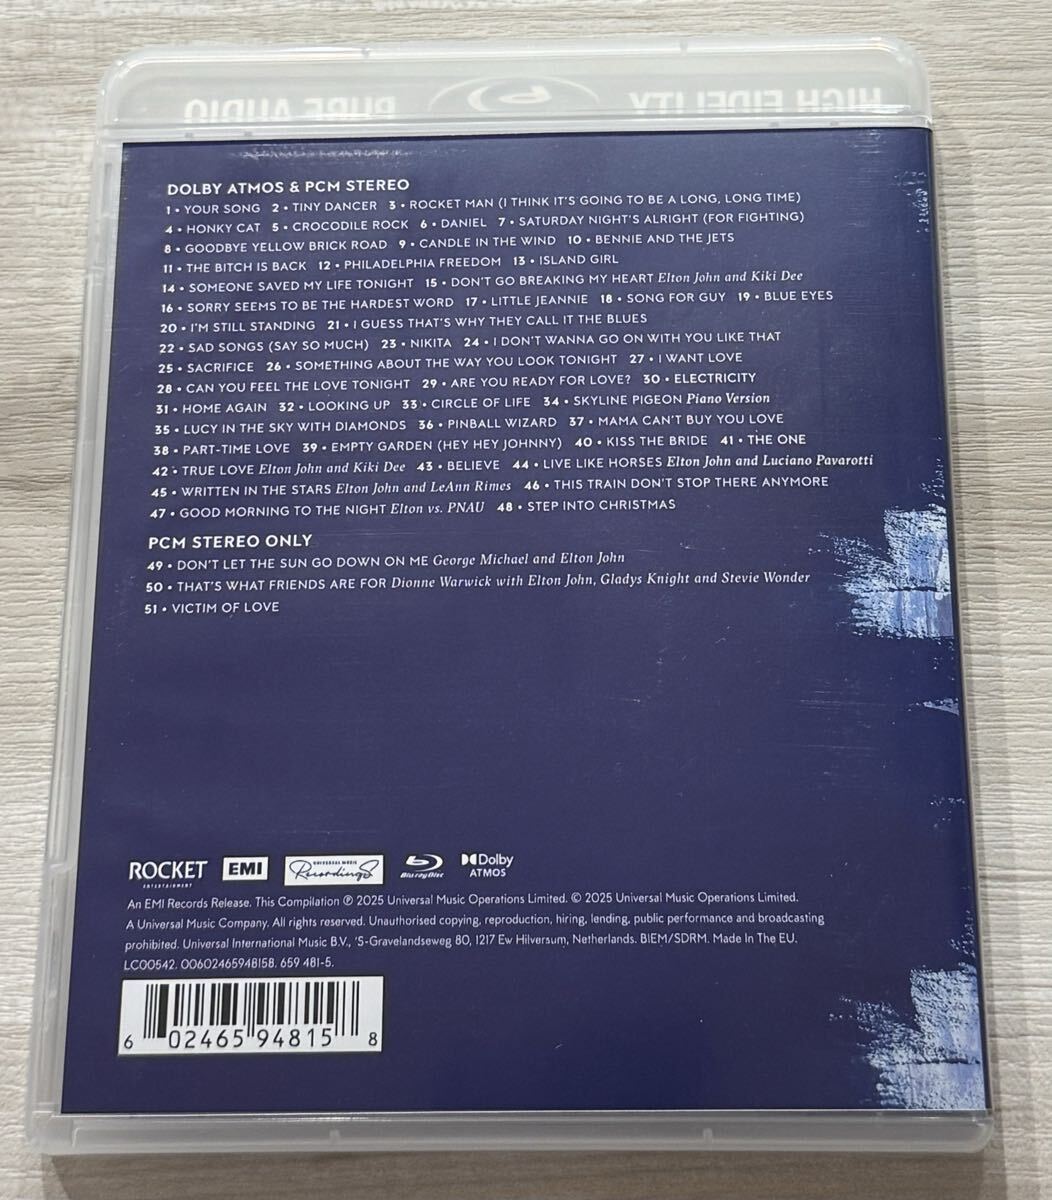 HIGH FIDELITY PURE AUDIO
DOLBY ATMOS & PCM STEREO
1 • YOUR SONG 2 • TINY DANCER 3 • ROCKET MAN (I THINK IT'S GOING TO BE A LONG, LONG TIME)
4 • HONKY CAT 5 • CROCODILE ROCK 6 • DANIEL 7 • SATURDAY NIGHT'S ALRIGHT (FOR FIGHTING)
8 • GOODBYE YELLOW BRICK ROAD 9 • CANDLE IN THE WIND 10 • BENNIE AND THE JETS
11 • THE BITCH IS BACK 12 • PHILADELPHIA FREEDOM 13 • ISLAND GIRL
14 • SOMEONE SAVED MY LIFE TONIGHT 15 • DON'T GO BREAKING MY HEART Elton John and Kiki Dee
16 • SORRY SEEMS TO BE THE HARDEST WORD 17 • LITTLE JEANNIE 18 • SONG FOR GUY 19 • BLUE EYES
20 • I'M STILL STANDING 21 • I GUESS THAT'S WHY THEY CALL IT THE BLUES
22 • SAD SONGS (SAY SO MUCH) 23 • NIKITA 24 • I DON'T WANNA GO ON WITH YOU LIKE THAT
25 • SACRIFICE 26 • SOMETHING ABOUT THE WAY YOU LOOK TONIGHT 27 • I WANT LOVE
28 • CAN YOU FEEL THE LOVE TONIGHT 29 • ARE YOU READY FOR LOVE? 30 • ELECTRICITY
31 • HOME AGAIN 32 • LOOKING UP 33 • CIRCLE OF LIFE 34 • SKYLINE PIGEON Piano Version
35 • LUCY IN THE SKY WITH DIAMONDS 36 • PINBALL WIZARD 37 • MAMA CAN'T BUY YOU LOVE
38 • PART-TIME LOVE 39 • EMPTY GARDEN (HEY HEY JOHNNY) 40 • KISS THE BRIDE 41 • THE ONE
42 • TRUE LOVE Elton John and Kiki Dee 43 • BELIEVE 44 • LIVE LIKE HORSES Elton John and Luciano Pavarotti
45 • WRITTEN IN THE STARS Elton John and LeAnn Rimes 46 • THIS TRAIN DON'T STOP THERE ANYMORE
47 • GOOD MORNING TO THE NIGHT Elton vs. PNAU 48 • STEP INTO CHRISTMAS
PCM STEREO ONLY
49 • DON'T LET THE SUN GO DOWN ON ME George Michael and Elton John
50 • THAT'S WHAT FRIENDS ARE FOR Dionne Warwick with Elton John, Gladys Knight and Stevie Wonder
51 • VICTIM OF LOVE
ROCKET ENTERTAINMENT EMI UNIVERSAL MUSIC Recordings Blu-ray Disc Dolby ATMOS
An EMI Records Release. This Compilation ℗ 2025 Universal Music Operations Limited. © 2025 Universal Music Operations Limited.
A Universal Music Company. All rights reserved. Unauthorised copying, reproduction, hiring, lending, public performance and broadcasting
prohibited. Universal International Music B.V., 'S-Gravelandseweg 80, 1217 Ew Hilversum, Netherlands. BIEM/SDRM. Made In The EU.
LC00542. 00602465948158. 659 481-5.
6 02465 94815 8